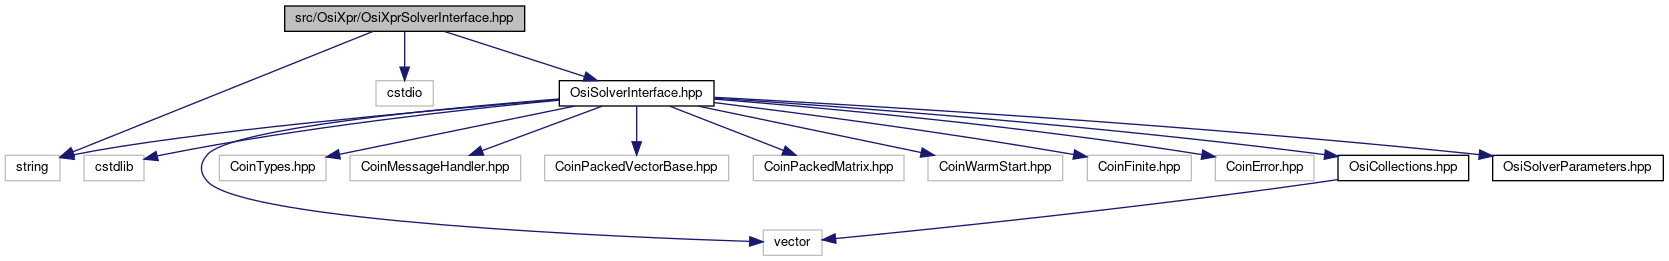 src/OsiXpr/OsiXprSolverInterface.hpp
cstdio
OsiSolverInterface.hpp
string
cstdlib
CoinTypes.hpp
CoinMessageHandler.hpp
CoinPackedVectorBase.hpp
CoinPackedMatrix.hpp
CoinWarmStart.hpp
CoinFinite.hpp
CoinError.hpp
OsiCollections.hpp
OsiSolverParameters.hpp
vector